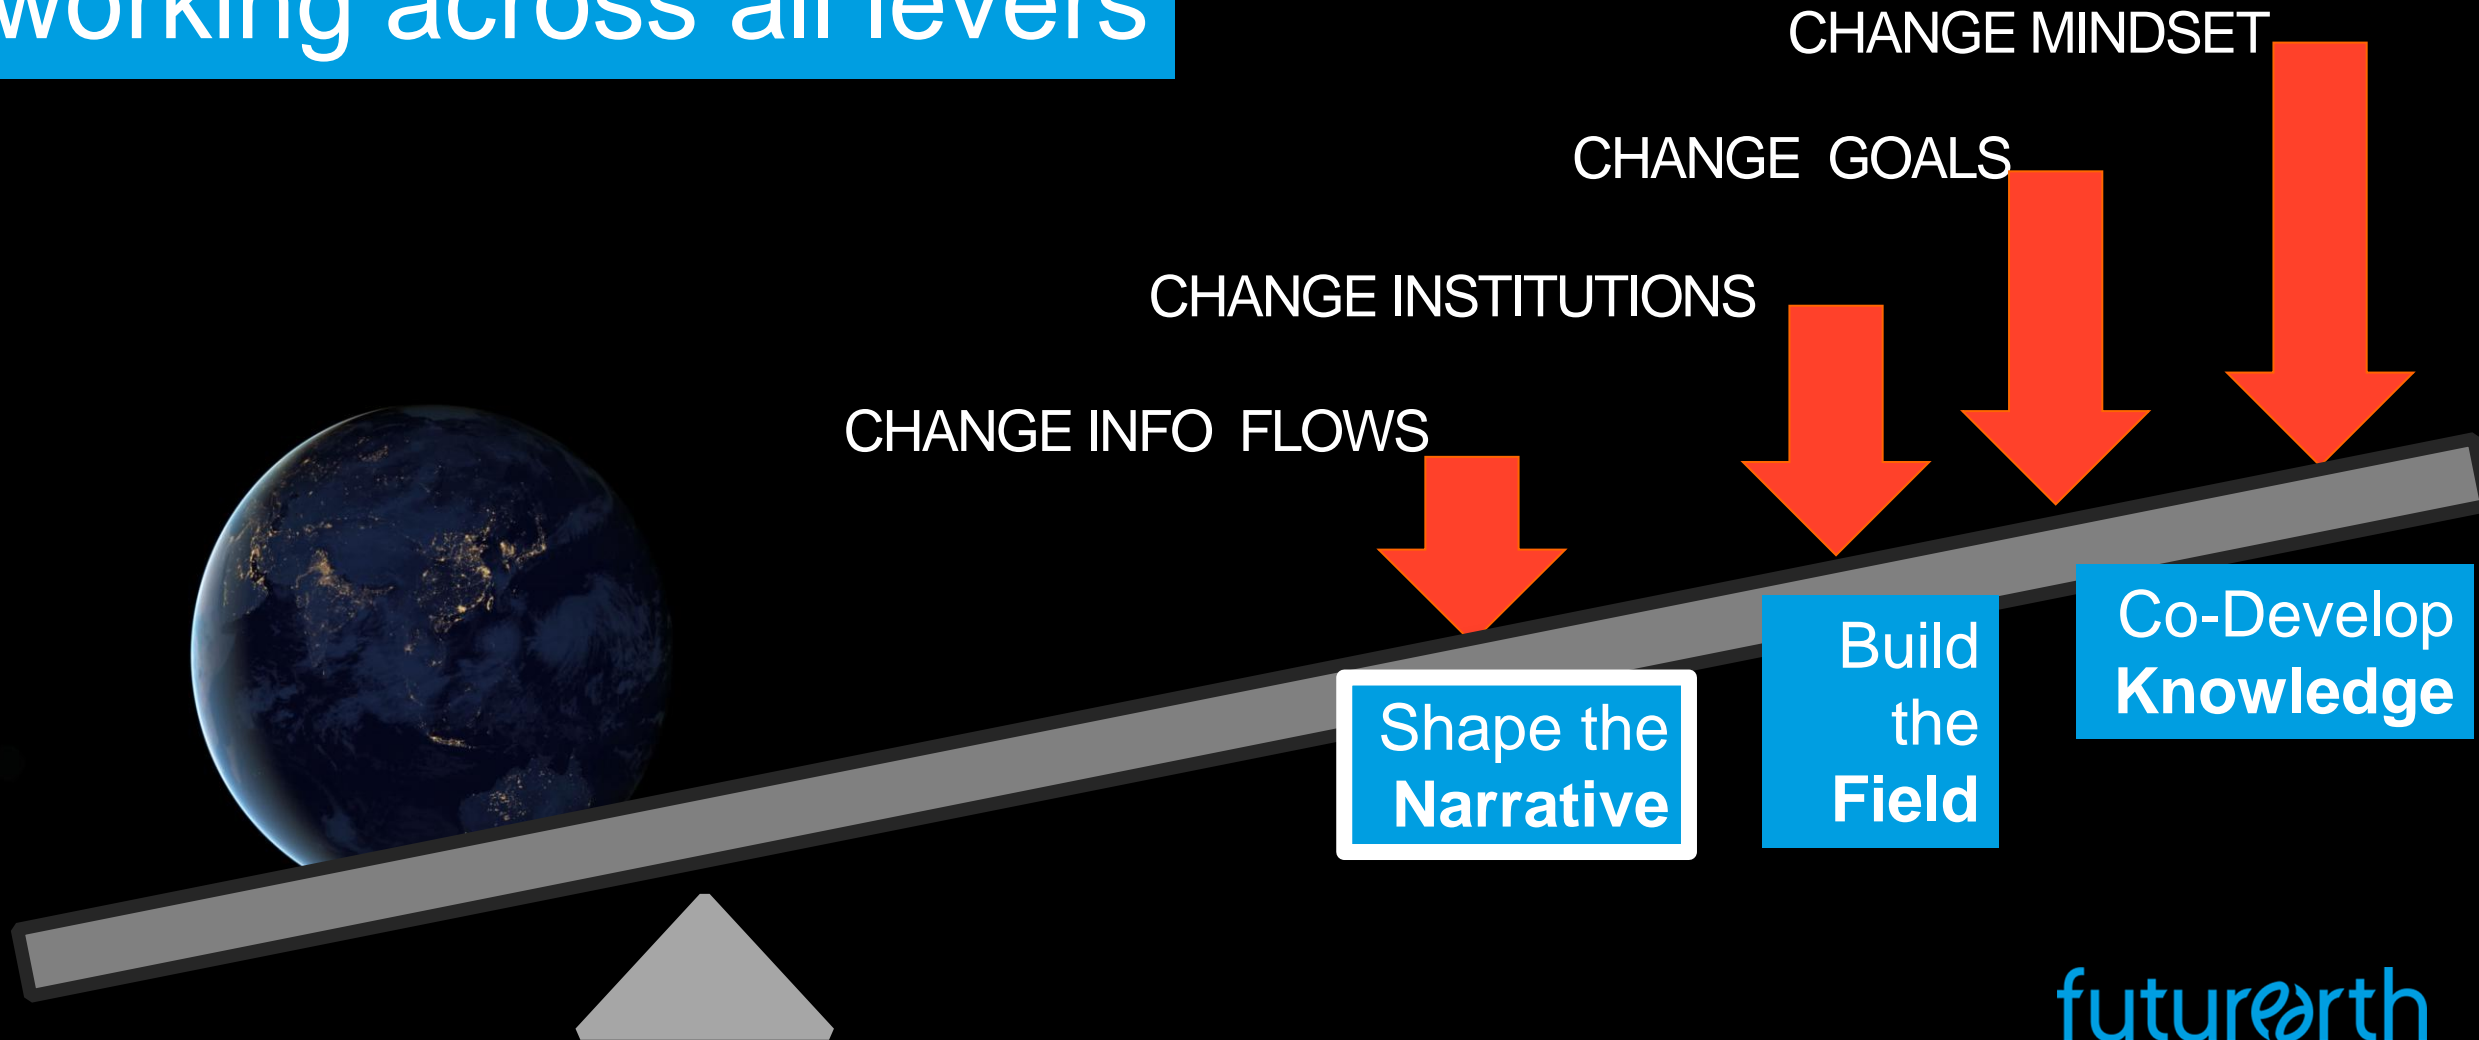 working across all levers
CHANGE MINDSET
CHANGE GOALS
CHANGE INSTITUTIONS
CHANGE INFO FLOWS
Shape the
Narrative
Build
the
Field
Co-Develop
Knowledge
futurearth